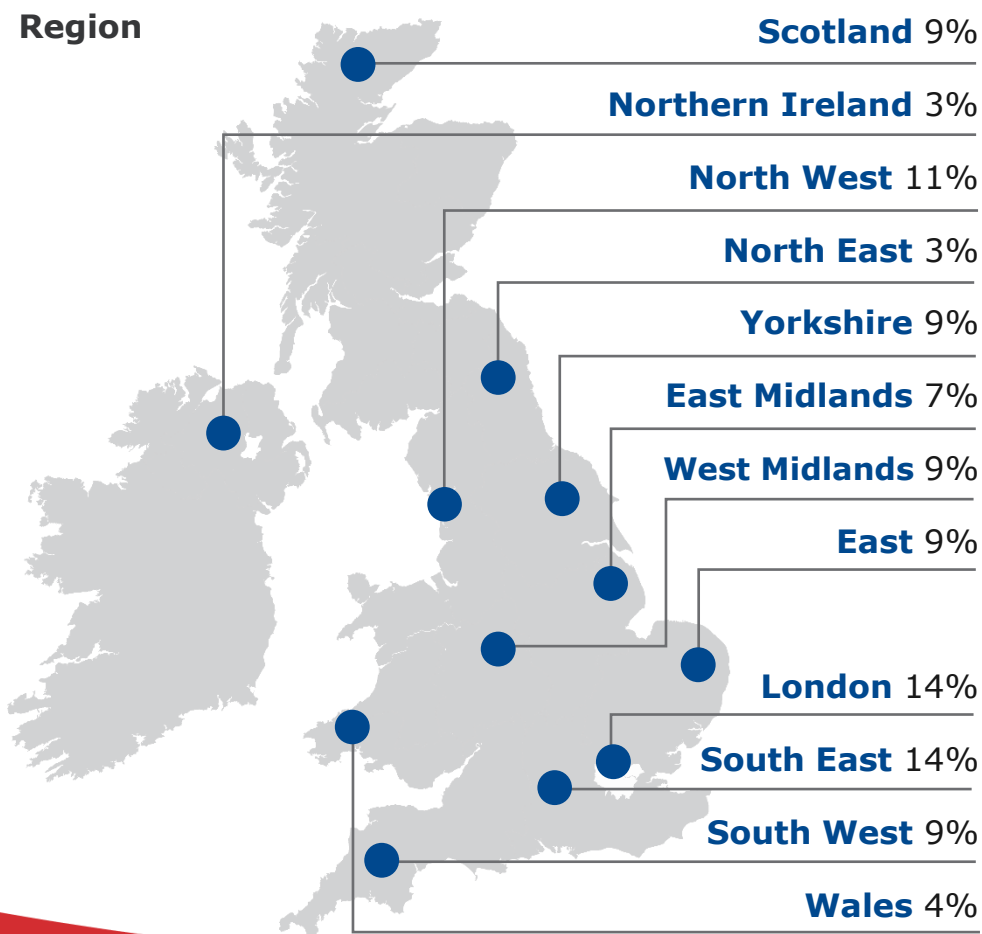 Region
Scotland 9%
Northern Ireland 3%
North West 11%
North East 3%
Yorkshire 9%
East Midlands 7%
West Midlands 9%
East 9%
London 14%
South East 14%
South West 9%
Wales 4%